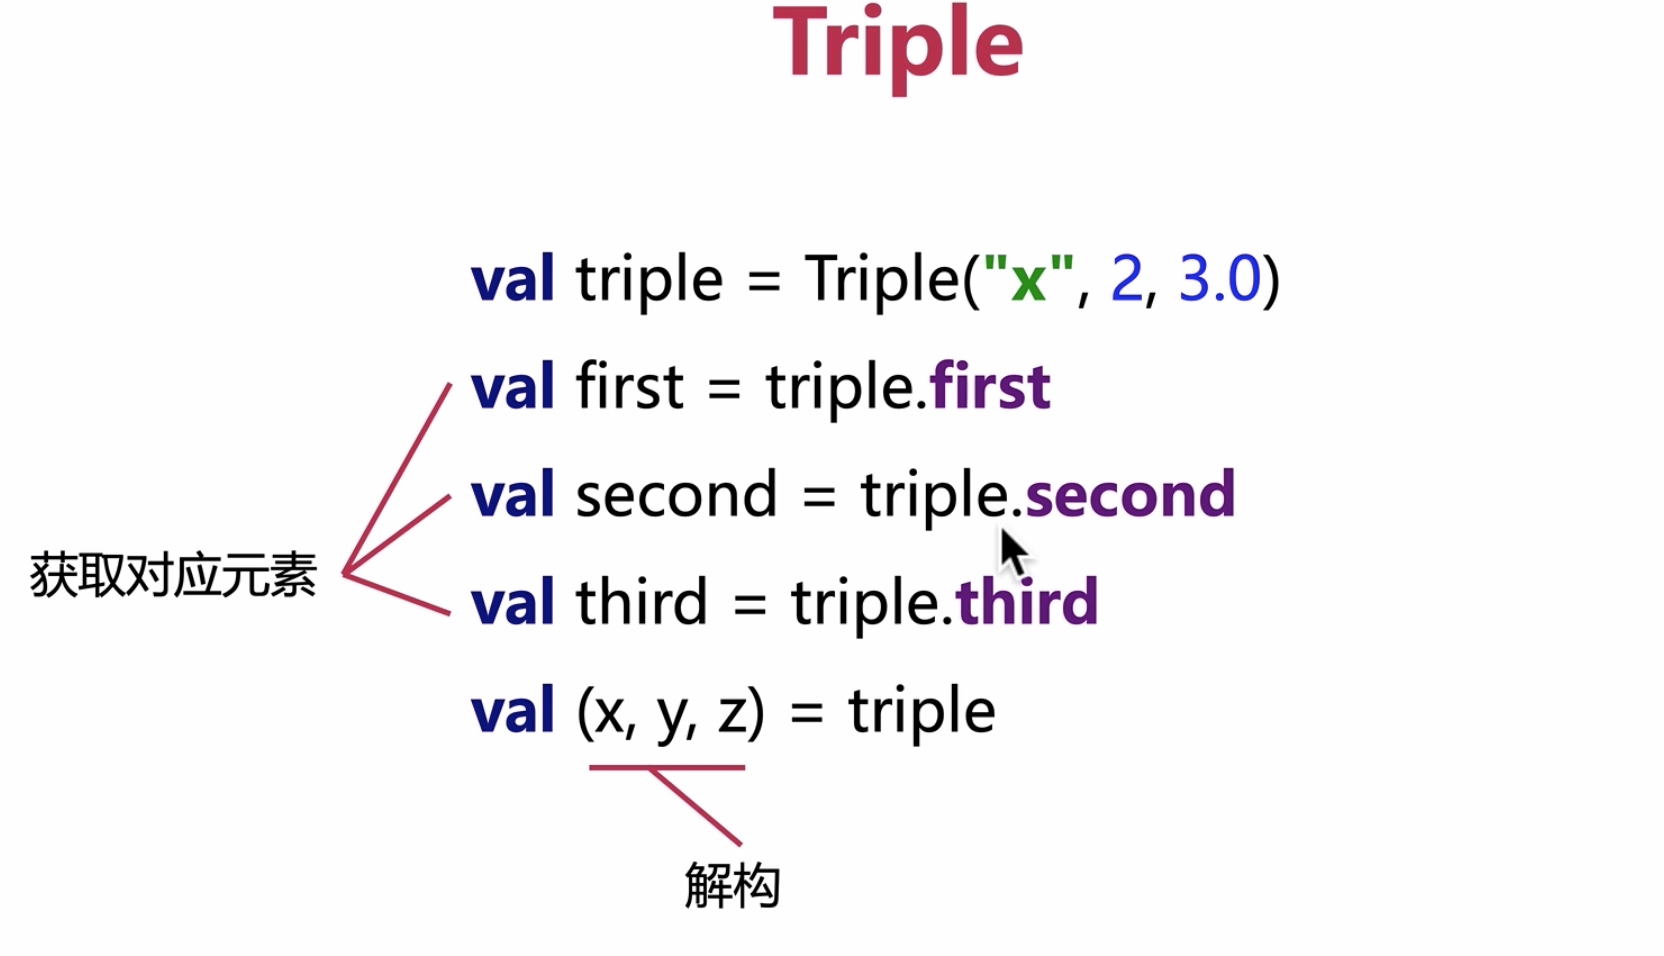 Triple
val triple = Triple("x", 2, 3.0)
val first = triple.first
val second = triple.second
获取对应元素
val third = triple.third
val (x, y, z) = triple
解构